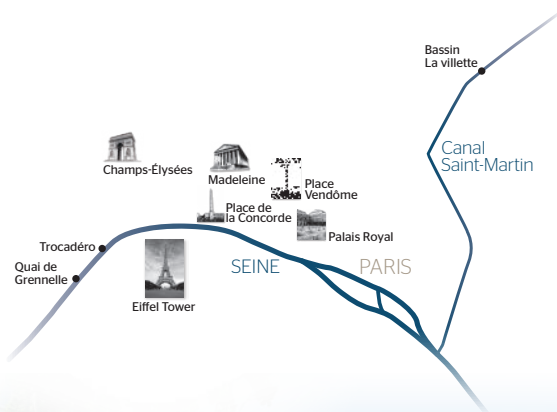 Bassin
La villette
Canal
Saint-Martin
Champs-Élysées
Madeleine
Place
Vendôme
Place de
la Concorde
Palais Royal
Trocadéro
Quai de
Grennelle
SEINE
PARIS
Eiffel Tower